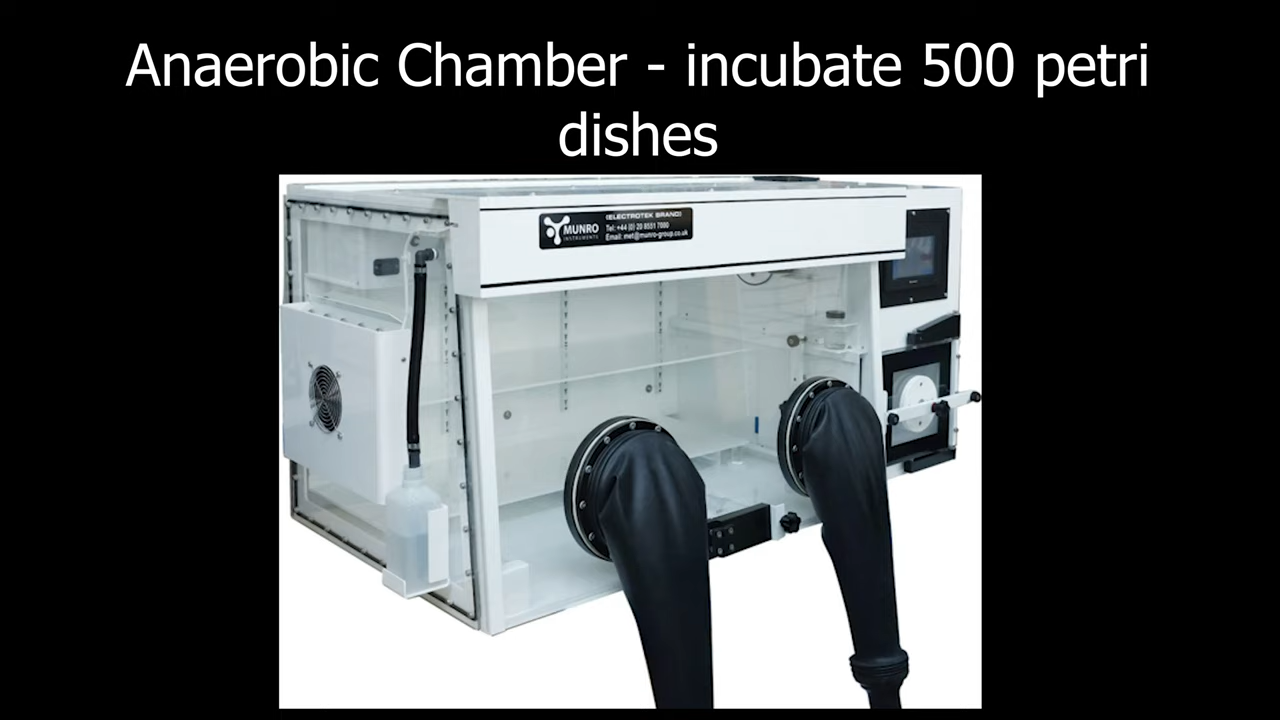 Anaerobic Chamber - incubate 500 petri
dishes
(ELECTROTEK BRAND)
MUNRO
INSTRUMENTS
Tel: +44 (0) 20 8551 7000
Email: met@munro-group.co.uk